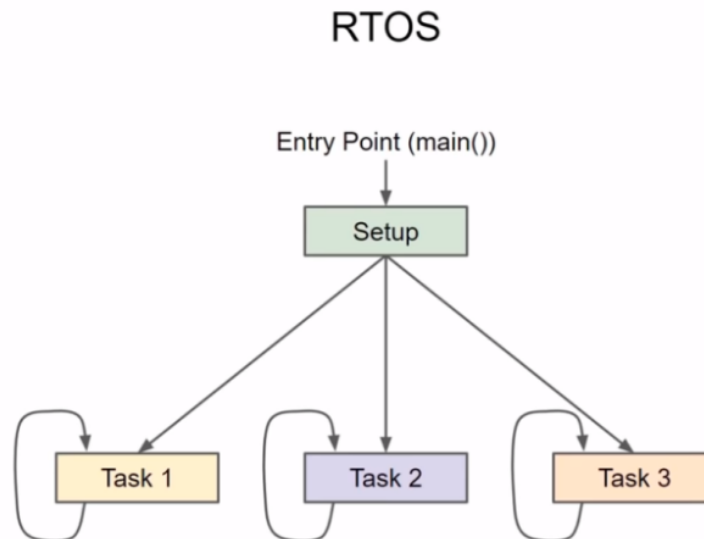 RTOS
Entry Point (main())
Setup
Task 1
Task 2
Task 3